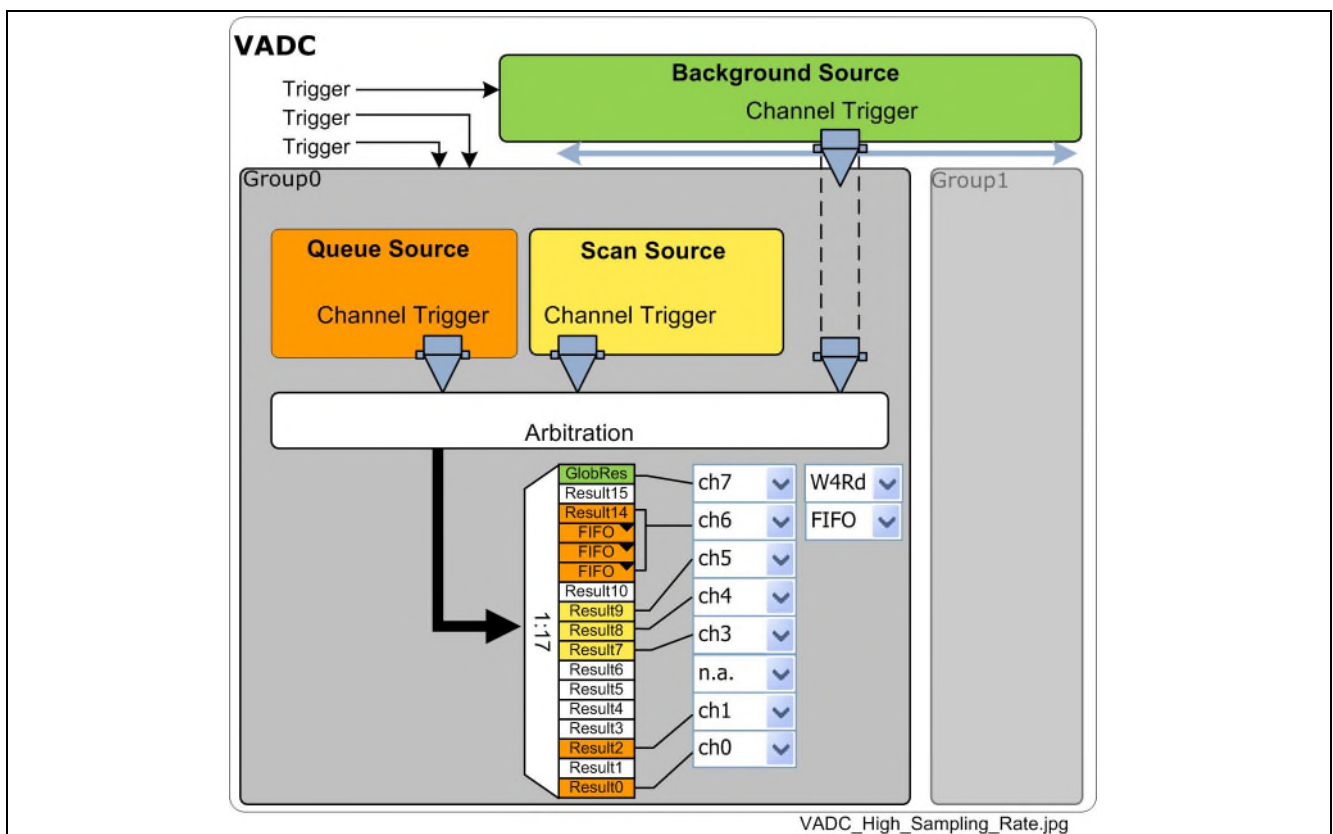 VADC
Background Source
Channel Trigger
Trigger
Trigger
Trigger
Group0
Group1
Queue Source
Channel Trigger
Scan Source
Channel Trigger
Arbitration
1:17
GlobRes
Result15
Result14
FIFO
FIFO
FIFO
Result10
Result9
Result8
Result7
Result6
Result5
Result4
Result3
Result2
Result1
Result0
ch7
ch6
ch5
ch4
ch3
n.a.
ch1
ch0
W4Rd
FIFO
VADC_High_Sampling_Rate.jpg